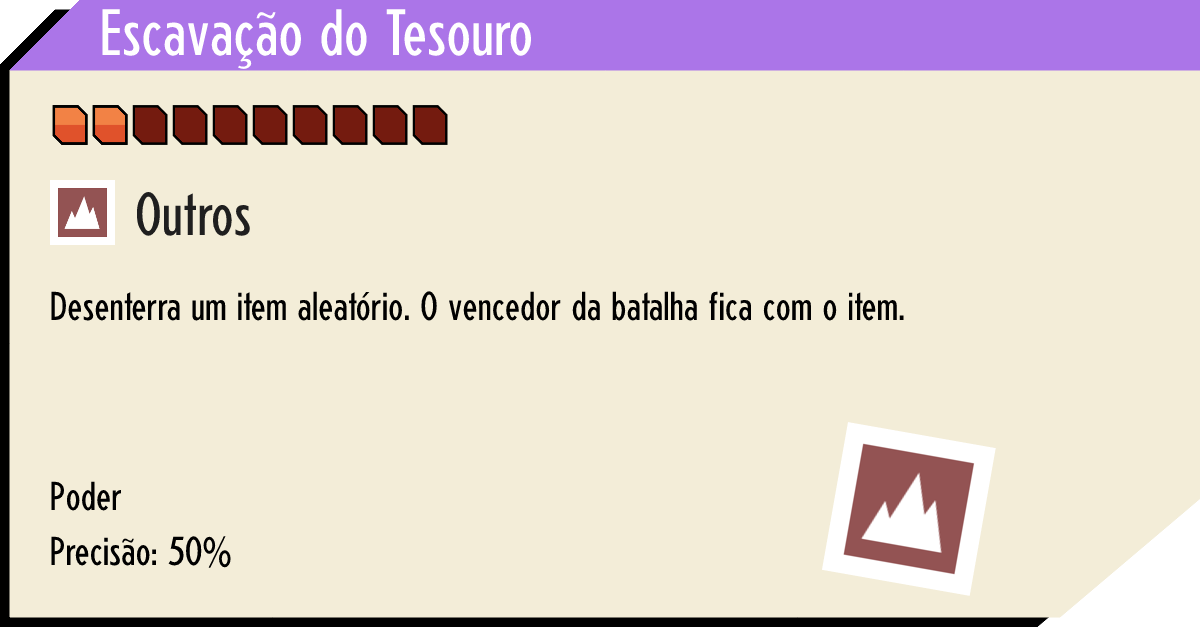 Escavação do Tesouro
Outros
Desenterra um item aleatório. O vencedor da batalha fica com o item.
Poder
Precisão: 50%